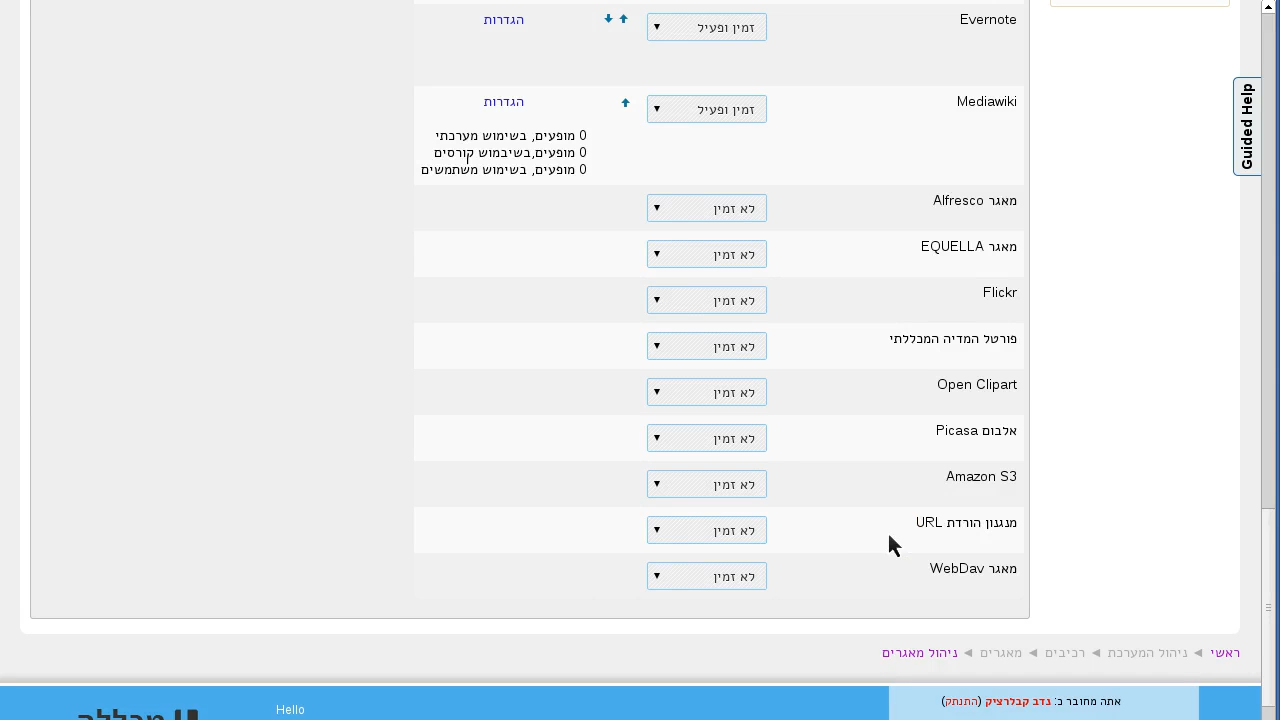 Evernote
זמין ופעיל
הגדרות
Mediawiki
זמין ופעיל
הגדרות
0 מופעים, בשימוש מערכתי
0 מופעים,בשיבמוש קורסים
0 מופעים, בשימוש משתמשים
מאגר Alfresco
לא זמין
מאגר EQUELLA
לא זמין
Flickr
לא זמין
פורטל המדיה המכללתי
לא זמין
Open Clipart
לא זמין
אלבום Picasa
לא זמין
Amazon S3
לא זמין
מנגנון הורדת URL
לא זמין
מאגר WebDav
לא זמין
Guided Help
ראשי ◄ ניהול המערכת ◄ רכיבים ◄ מאגרים ◄ ניהול מאגרים
אתה מחובר כ: נדב קבלרציק (התנתק)
Hello
מכללה